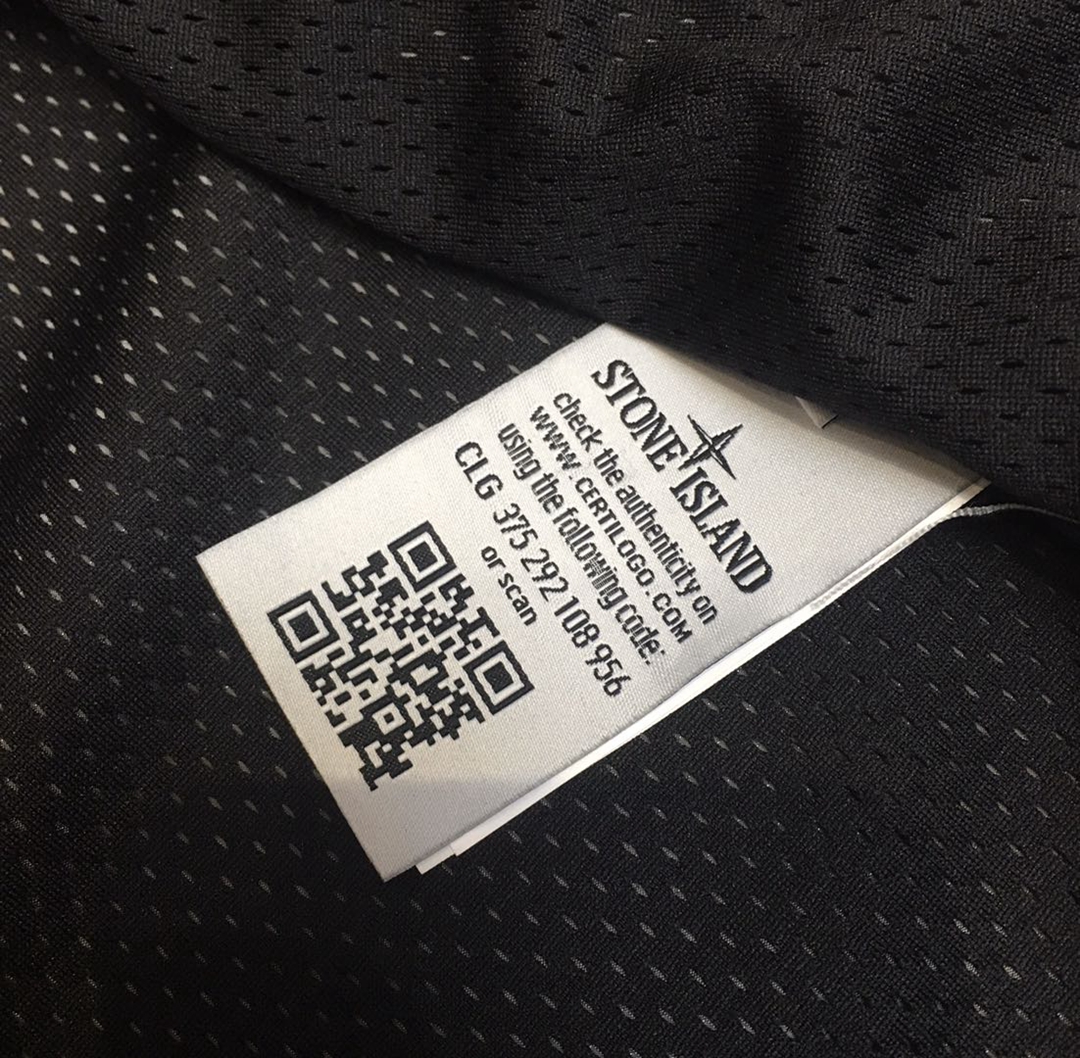 STONE ISLAND
check the authenticity on
WWW.CERTILOGO.COM
using the following code:
CLG 375 292 108 956
or scan